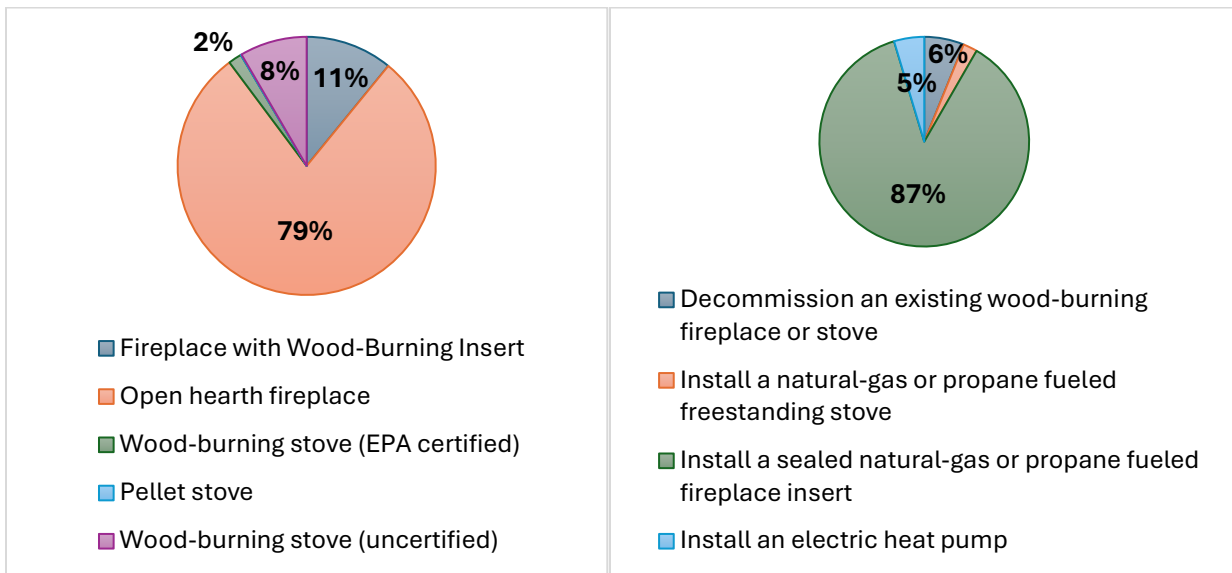 2%
8%
11%
79%
Fireplace with Wood-Burning Insert
Open hearth fireplace
Wood-burning stove (EPA certified)
Pellet stove
Wood-burning stove (uncertified)
6%
5%
87%
Decommission an existing wood-burning
fireplace or stove
Install a natural-gas or propane fueled
freestanding stove
Install a sealed natural-gas or propane fueled
fireplace insert
Install an electric heat pump